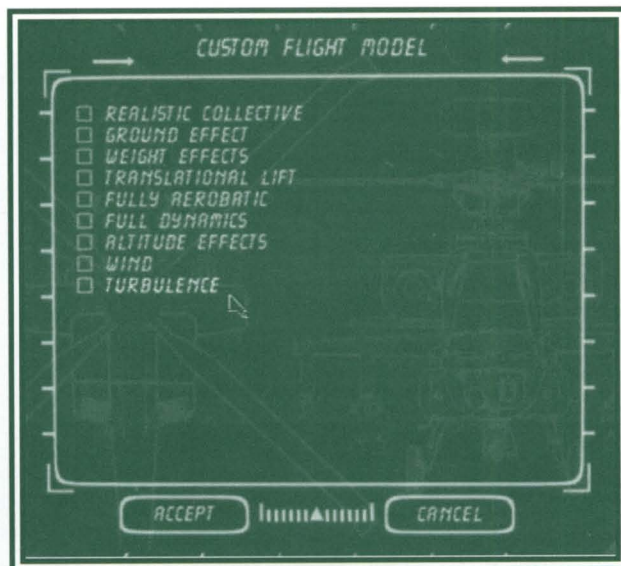 CUSTOM FLIGHT MODEL
REALISTIC COLLECTIVE
GROUND EFFECT
WEIGHT EFFECTS
TRANSLATIONAL LIFT
FULLY AEROBATIC
FULL DYNAMICS
ALTITUDE EFFECTS
WIND
TURBULENCE
ACCEPT CANCEL